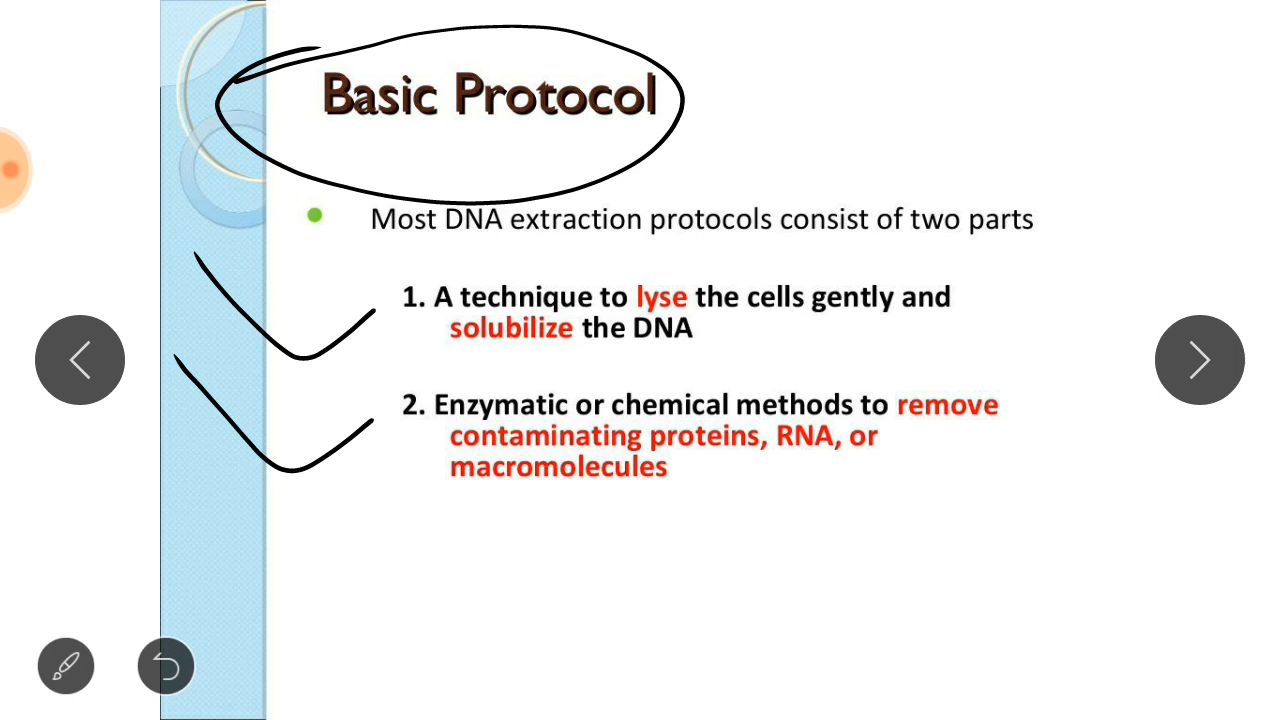 Basic Protocol
Most DNA extraction protocols consist of two parts
1. A technique to lyse the cells gently and
solubilize the DNA
2. Enzymatic or chemical methods to remove
contaminating proteins, RNA, or
macromolecules